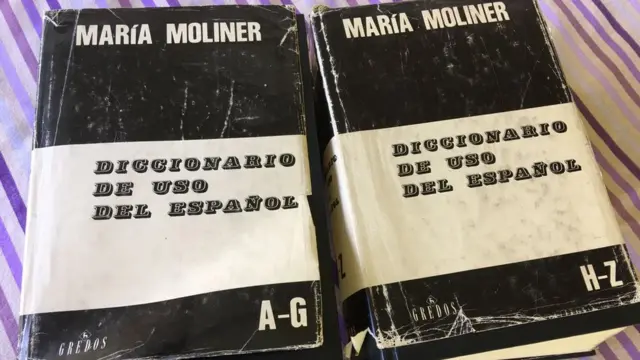 MARÍA MOLINER
DICCIONARIO
DE USO
DEL ESPAÑOL
A-G
GREDOS
MARÍA MOLINER
DICCIONARIO
DE USO
DEL ESPAÑOL
H-Z
GREDOS